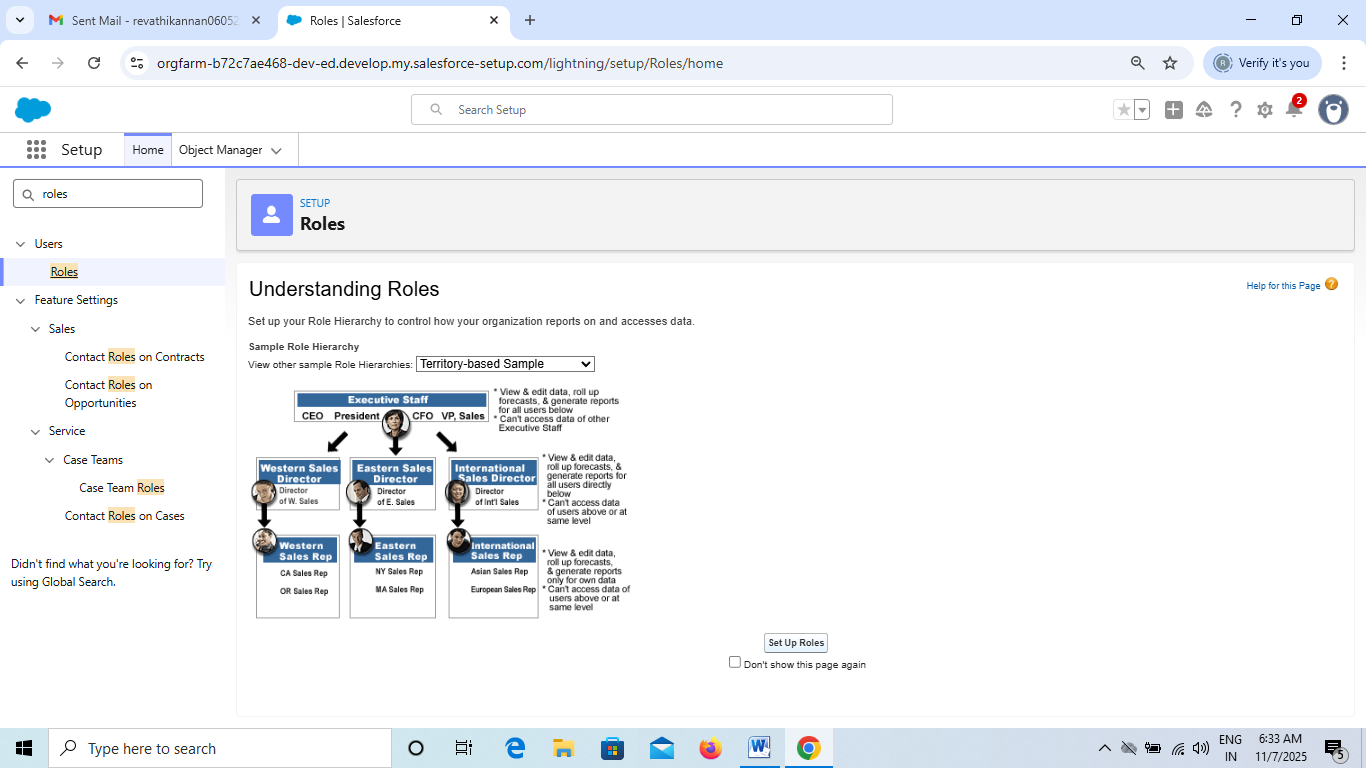 Sent Mail - revathikannan06052
Roles | Salesforce
orgfarm-b72c7ae468-dev-ed.develop.my.salesforce-setup.com/lightning/setup/Roles/home
R
Verify it's you
Search Setup
2
Setup
Home
Object Manager
roles
Users
Roles
Feature Settings
Sales
Contact Roles on Contracts
Contact Roles on
Opportunities
Service
Case Teams
Case Team Roles
Contact Roles on Cases
Didn't find what you're looking for? Try
using Global Search.
SETUP
Roles
Understanding Roles
Help for this Page ?
Set up your Role Hierarchy to control how your organization reports on and accesses data.
Sample Role Hierarchy
View other sample Role Hierarchies: Territory-based Sample
Executive Staff
CEO President CFO VP, Sales
* View & edit data, roll up
forecasts, & generate reports
for all users below
* Can't access data of other
Executive Staff
Western Sales
Director
Director
of W. Sales
Eastern Sales
Director
Director
of E. Sales
International
Sales Director
Director
of Int'l Sales
* View & edit data,
roll up forecasts, &
generate reports for
all users directly
below
* Can't access data
of users above or at
same level
Western
Sales Rep
CA Sales Rep
OR Sales Rep
Eastern
Sales Rep
NY Sales Rep
MA Sales Rep
International
Sales Rep
Asian Sales Rep
European Sales Rep
* View & edit data,
roll up forecasts,
& generate reports
only for own data
* Can't access data of
users above or at
same level
Set Up Roles
Don't show this page again
Type here to search
ENG
IN
6:33 AM
11/7/2025
5